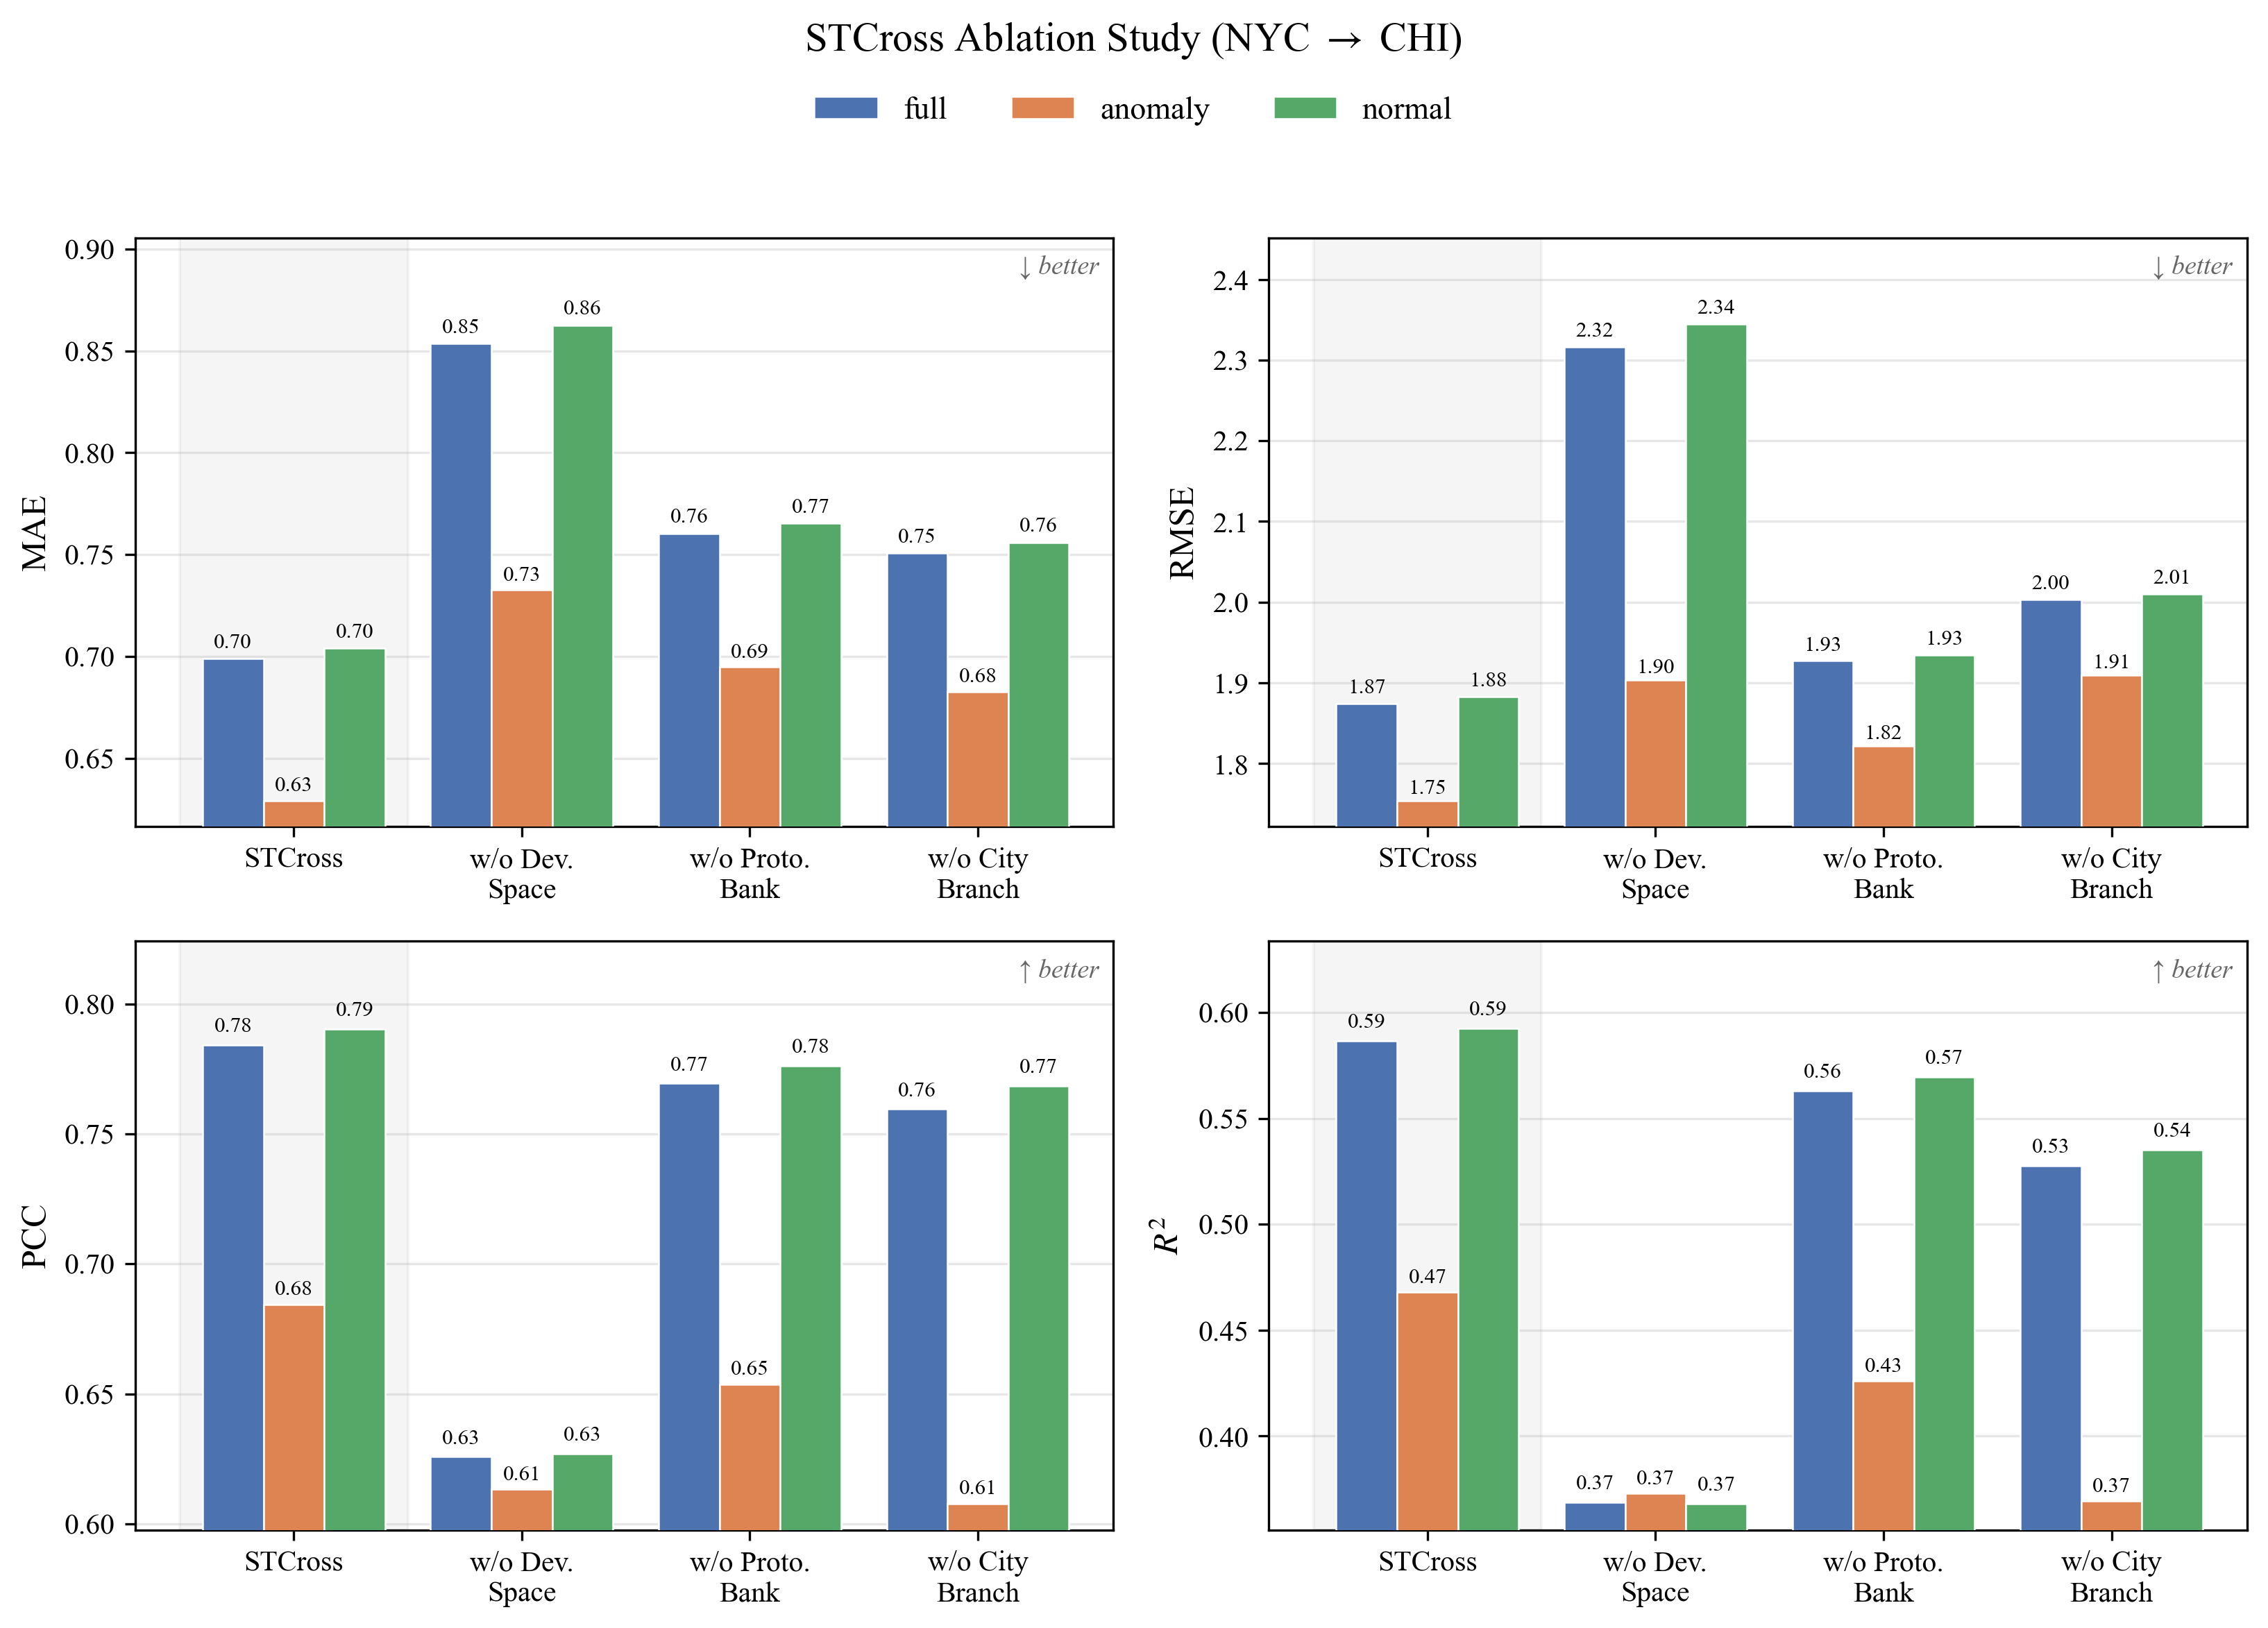 STCross Ablation Study (NYC → CHI)
full anomaly normal
MAE
0.90
0.85
0.80
0.75
0.70
0.65
↓ better
0.70 0.63 0.70
0.85 0.73 0.86
0.76 0.69 0.77
0.75 0.68 0.76
STCross
w/o Dev.
Space
w/o Proto.
Bank
w/o City
Branch
RMSE
2.4
2.3
2.2
2.1
2.0
1.9
1.8
↓ better
1.87 1.75 1.88
2.32 1.90 2.34
1.93 1.82 1.93
2.00 1.91 2.01
STCross
w/o Dev.
Space
w/o Proto.
Bank
w/o City
Branch
PCC
0.80
0.75
0.70
0.65
0.60
↑ better
0.78 0.68 0.79
0.63 0.61 0.63
0.77 0.65 0.78
0.76 0.61 0.77
STCross
w/o Dev.
Space
w/o Proto.
Bank
w/o City
Branch
R²
0.60
0.55
0.50
0.45
0.40
↑ better
0.59 0.47 0.59
0.37 0.37 0.37
0.56 0.43 0.57
0.53 0.37 0.54
STCross
w/o Dev.
Space
w/o Proto.
Bank
w/o City
Branch